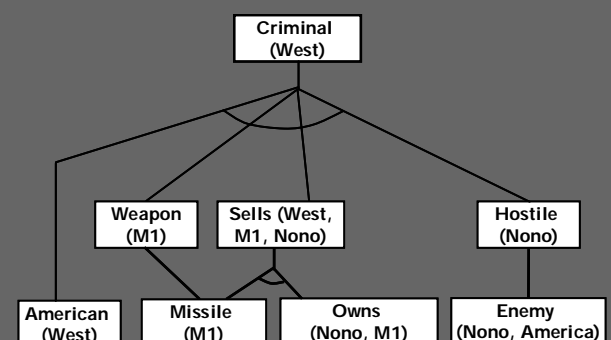 Criminal
(West)
Weapon
(M1)
Sells (West,
M1, Nono)
Hostile
(Nono)
American
(West)
Missile
(M1)
Owns
(Nono, M1)
Enemy
(Nono, America)